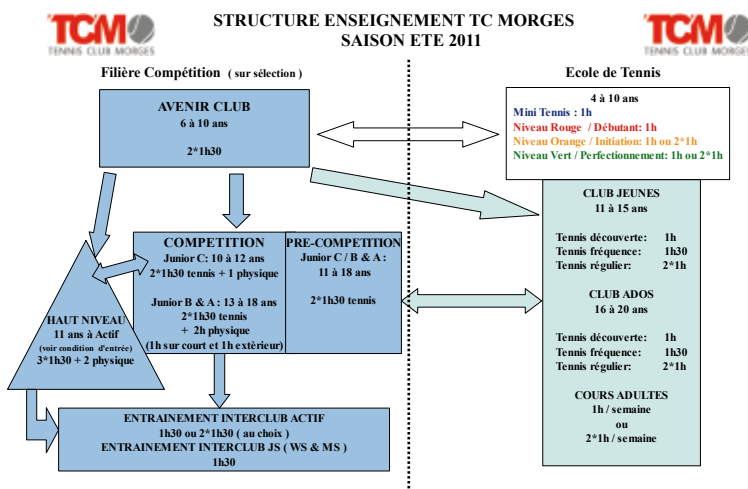 TCM
TENNIS CLUB MORGES
STRUCTURE ENSEIGNEMENT TC MORGES
SAISON ETE 2011
TCM
TENNIS CLUB MORGES
Filière Compétition ( sur sélection )
Ecole de Tennis
AVENIR CLUB
6 à 10 ans
2*1h30
4 à 10 ans
Mini Tennis : 1h
Niveau Rouge / Débutant: 1h
Niveau Orange / Initiation: 1h ou 2*1h
Niveau Vert / Perfectionnement: 1h ou 2*1h
COMPETITION
Junior C: 10 à 12 ans
2*1h30 tennis + 1 physique
Junior B & A : 13 à 18 ans
2*1h30 tennis
+ 2h physique
(1h sur court et 1h extérieur)
PRE-COMPETITION
Junior C / B & A :
11 à 18 ans
2*1h30 tennis
HAUT NIVEAU
11 ans à Actif
(voir condition d'entrée)
3*1h30 + 2 physique
ENTRAINEMENT INTERCLUB ACTIF
1h30 ou 2*1h30 ( au choix )
ENTRAINEMENT INTERCLUB JS ( WS & MS )
1h30
CLUB JEUNES
11 à 15 ans
Tennis découverte: 1h
Tennis fréquence: 1h30
Tennis régulier: 2*1h
CLUB ADOS
16 à 20 ans
Tennis découverte: 1h
Tennis fréquence: 1h30
Tennis régulier: 2*1h
COURS ADULTES
1h / semaine
ou
2*1h / semaine